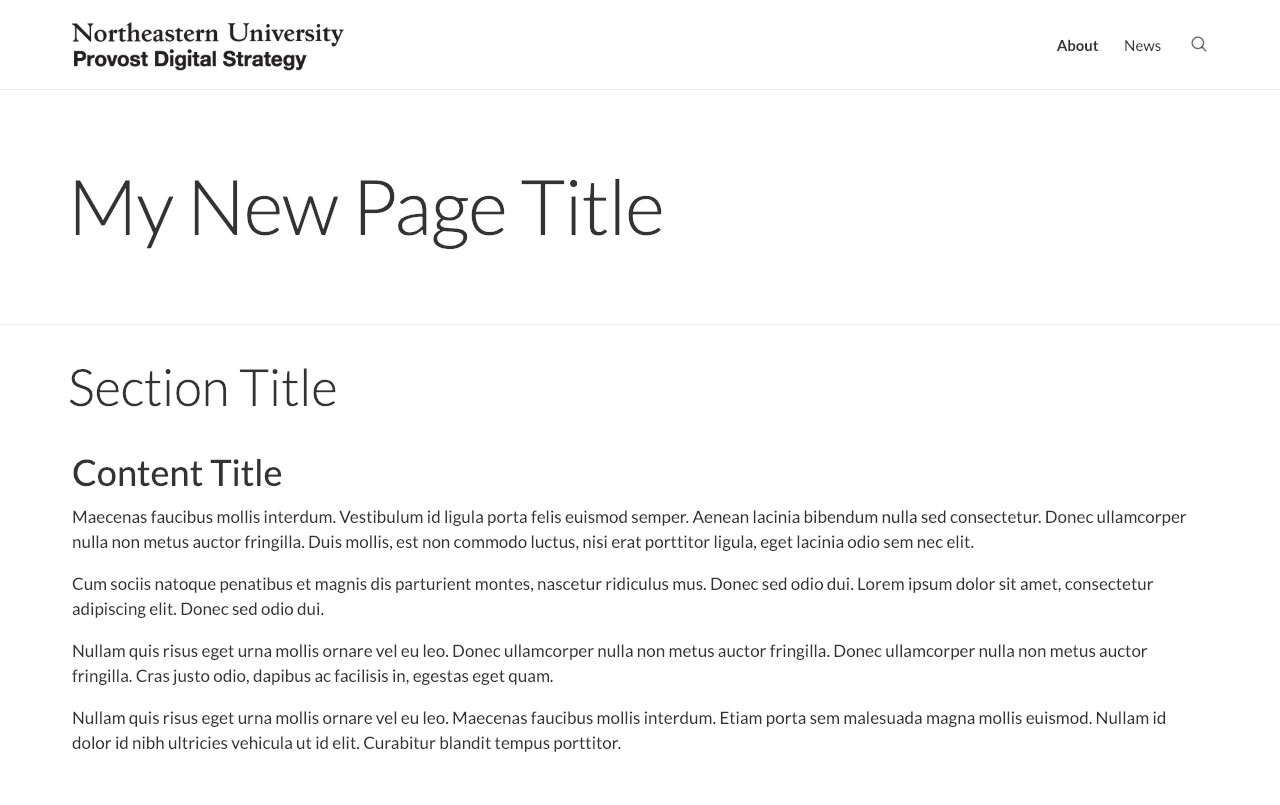 Northeastern University
Provost Digital Strategy
About
News
My New Page Title
Section Title
Content Title
Maecenas faucibus mollis interdum. Vestibulum id ligula porta felis euismod semper. Aenean lacinia bibendum nulla sed consectetur. Donec ullamcorper
nulla non metus auctor fringilla. Duis mollis, est non commodo luctus, nisi erat porttitor ligula, eget lacinia odio sem nec elit.
Cum sociis natoque penatibus et magnis dis parturient montes, nascetur ridiculus mus. Donec sed odio dui. Lorem ipsum dolor sit amet, consectetur
adipiscing elit. Donec sed odio dui.
Nullam quis risus eget urna mollis ornare vel eu leo. Donec ullamcorper nulla non metus auctor fringilla. Donec ullamcorper nulla non metus auctor
fringilla. Cras justo odio, dapibus ac facilisis in, egestas eget quam.
Nullam quis risus eget urna mollis ornare vel eu leo. Maecenas faucibus mollis interdum. Etiam porta sem malesuada magna mollis euismod. Nullam id
dolor id nibh ultricies vehicula ut id elit. Curabitur blandit tempus porttitor.